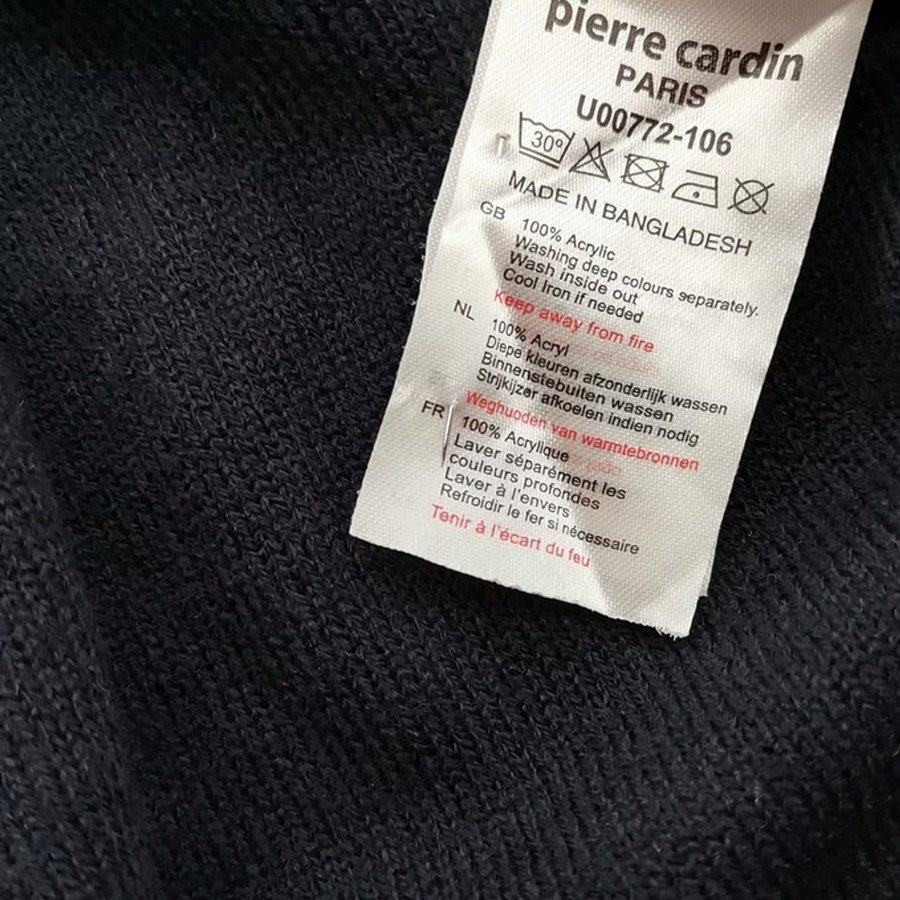 pierre cardin
PARIS
U00772-106
30°
MADE IN BANGLADESH
GB 100% Acrylic
Washing deep colours separately.
Wash inside out
Cool Iron if needed
Keep away from fire
NL 100% Acryl
Diepe kleuren afzonderlijk wassen
Binnenstebuiten wassen
Strijkijzer afkoelen indien nodig
Weghuoden van warmtebronnen
FR 100% Acrylique
Laver séparément les
couleurs profondes
Laver à l'envers
Refroidir le fer si nécessaire
Tenir à l'écart du feu